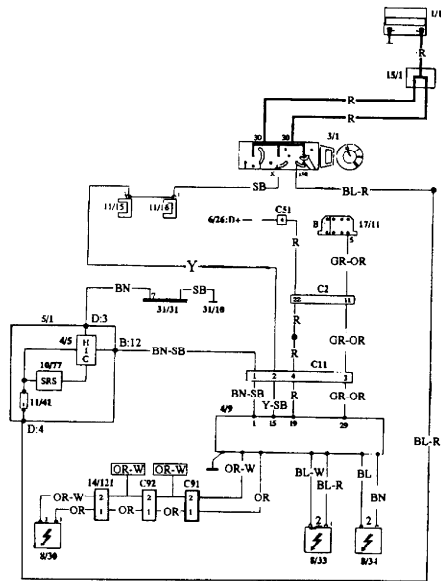 1/1
R
15/1
R
R
30 30 3/1
X
SB
BL-R
11/15 11/16
6/26:D+
C51
4
B 17/11
5
R
GR-OR
Y
BN
SB
C2
22 11
31/31 31/10
5/1 D:3
4/5
H
I
C
B:12
BN-SB
R
GR-OR
10/77
SRS
C11
1 2 4 3
11/41
BN-SB
Y-SB
R
GR-OR
4/9
D:4
1 15 19 29
BL-R
OR-W
OR-W
14/121
C92
C91
OR-W
OR
BL-W
BL-R
BL
BN
OR-W
2
1
OR
2
1
OR
2
1
OR
2
2
8/30
8/33
8/34